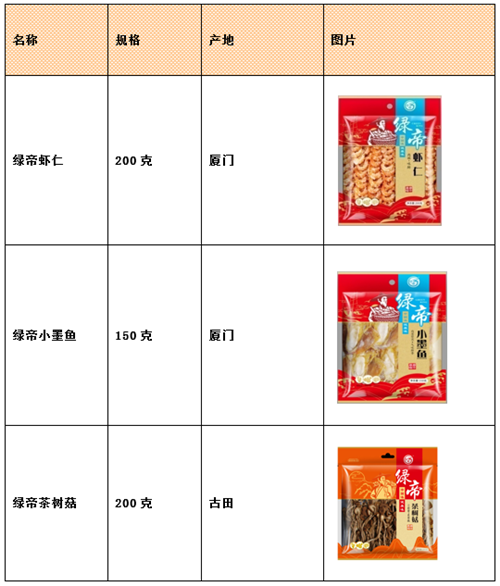 名称 规格 产地 图片
绿帝虾仁 200 克 厦门
绿帝
虾仁
绿帝小墨鱼 150 克 厦门
绿帝
小墨鱼
绿帝茶树菇 200 克 古田
绿帝
茶树菇